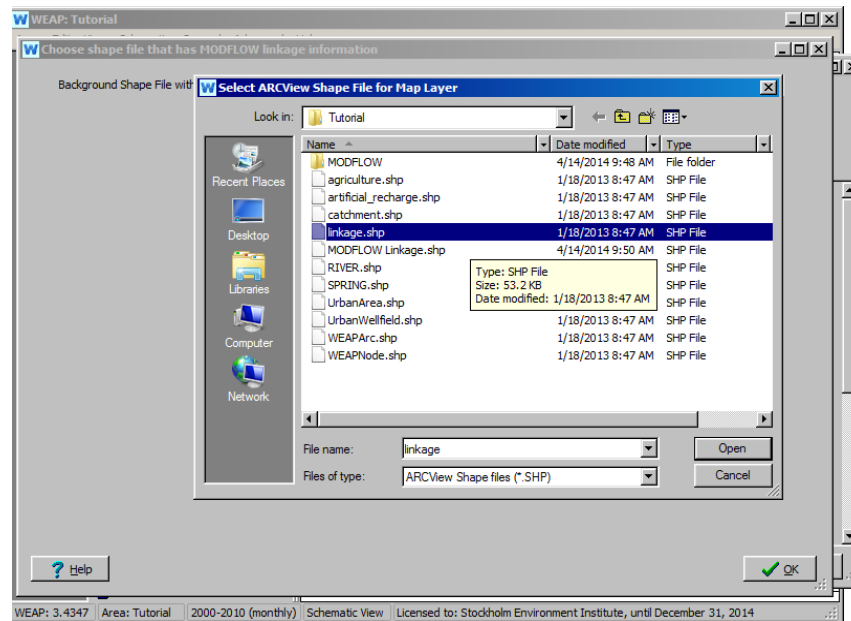 WEAP: Tutorial
Choose shape file that has MODFLOW linkage information
Background Shape File with
Select ARCView Shape File for Map Layer
Look in: Tutorial
Name Date modified Type
MODFLOW 4/14/2014 9:48 AM File folder
agriculture.shp 1/18/2013 8:47 AM SHP File
artificial_recharge.shp 1/18/2013 8:47 AM SHP File
catchment.shp 1/18/2013 8:47 AM SHP File
linkage.shp 1/18/2013 8:47 AM SHP File
MODFLOW Linkage.shp 4/14/2014 9:50 AM SHP File
RIVER.shp SHP File
SPRING.shp SHP File
UrbanArea.shp SHP File
UrbanWellfield.shp 1/18/2013 8:47 AM SHP File
WEAPArc.shp 1/18/2013 8:47 AM SHP File
WEAPNode.shp 1/18/2013 8:47 AM SHP File
Type: SHP File
Size: 53.2 KB
Date modified: 1/18/2013 8:47 AM
Recent Places
Desktop
Libraries
Computer
Network
File name: linkage Open
Files of type: ARCView Shape files (*.SHP) Cancel
Help OK
WEAP: 3.4347 Area: Tutorial 2000-2010 (monthly) Schematic View Licensed to: Stockholm Environment Institute, until December 31, 2014